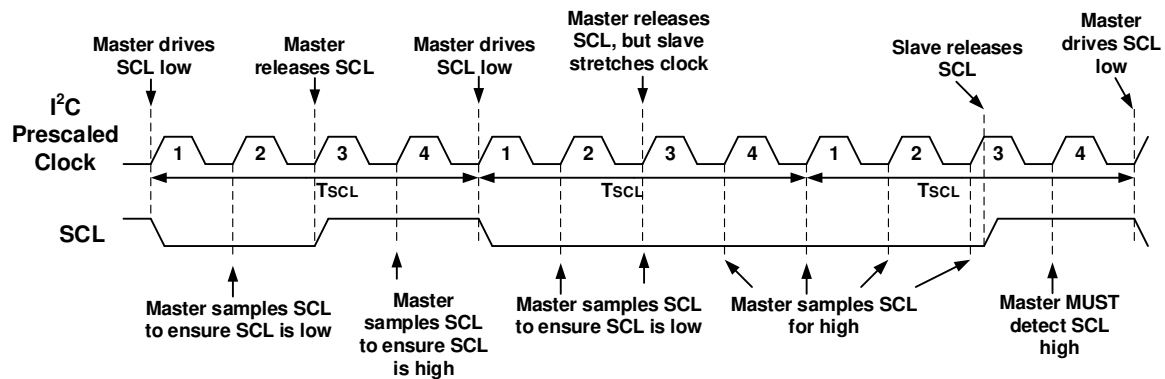 Master drives
SCL low
Master
releases SCL
Master drives
SCL low
Master releases
SCL, but slave
stretches clock
Slave releases
SCL
Master
drives SCL
low
I²C
Prescaled
Clock
1 2 3 4 1 2 3 4 1 2 3 4
TSCL TSCL TSCL
SCL
Master samples SCL
to ensure SCL is low
Master
samples SCL
to ensure SCL
is high
Master samples SCL
to ensure SCL is low
Master samples SCL
for high
Master MUST
detect SCL
high